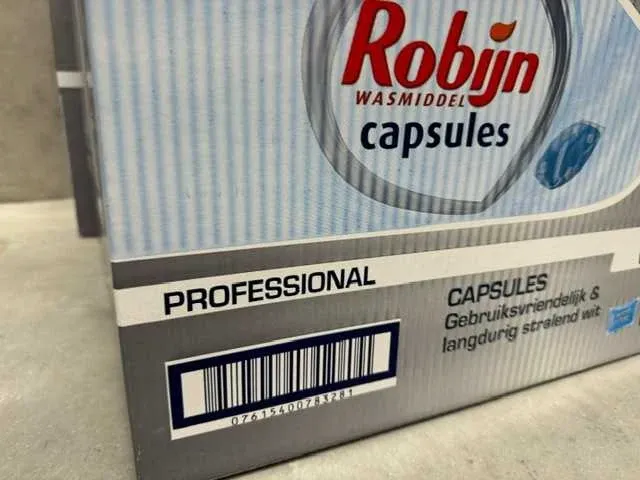 Robijn
WASMIDDEL
capsules
PROFESSIONAL
CAPSULES
Gebruiksvriendelijk &
langdurig stralend wit
07615400783281